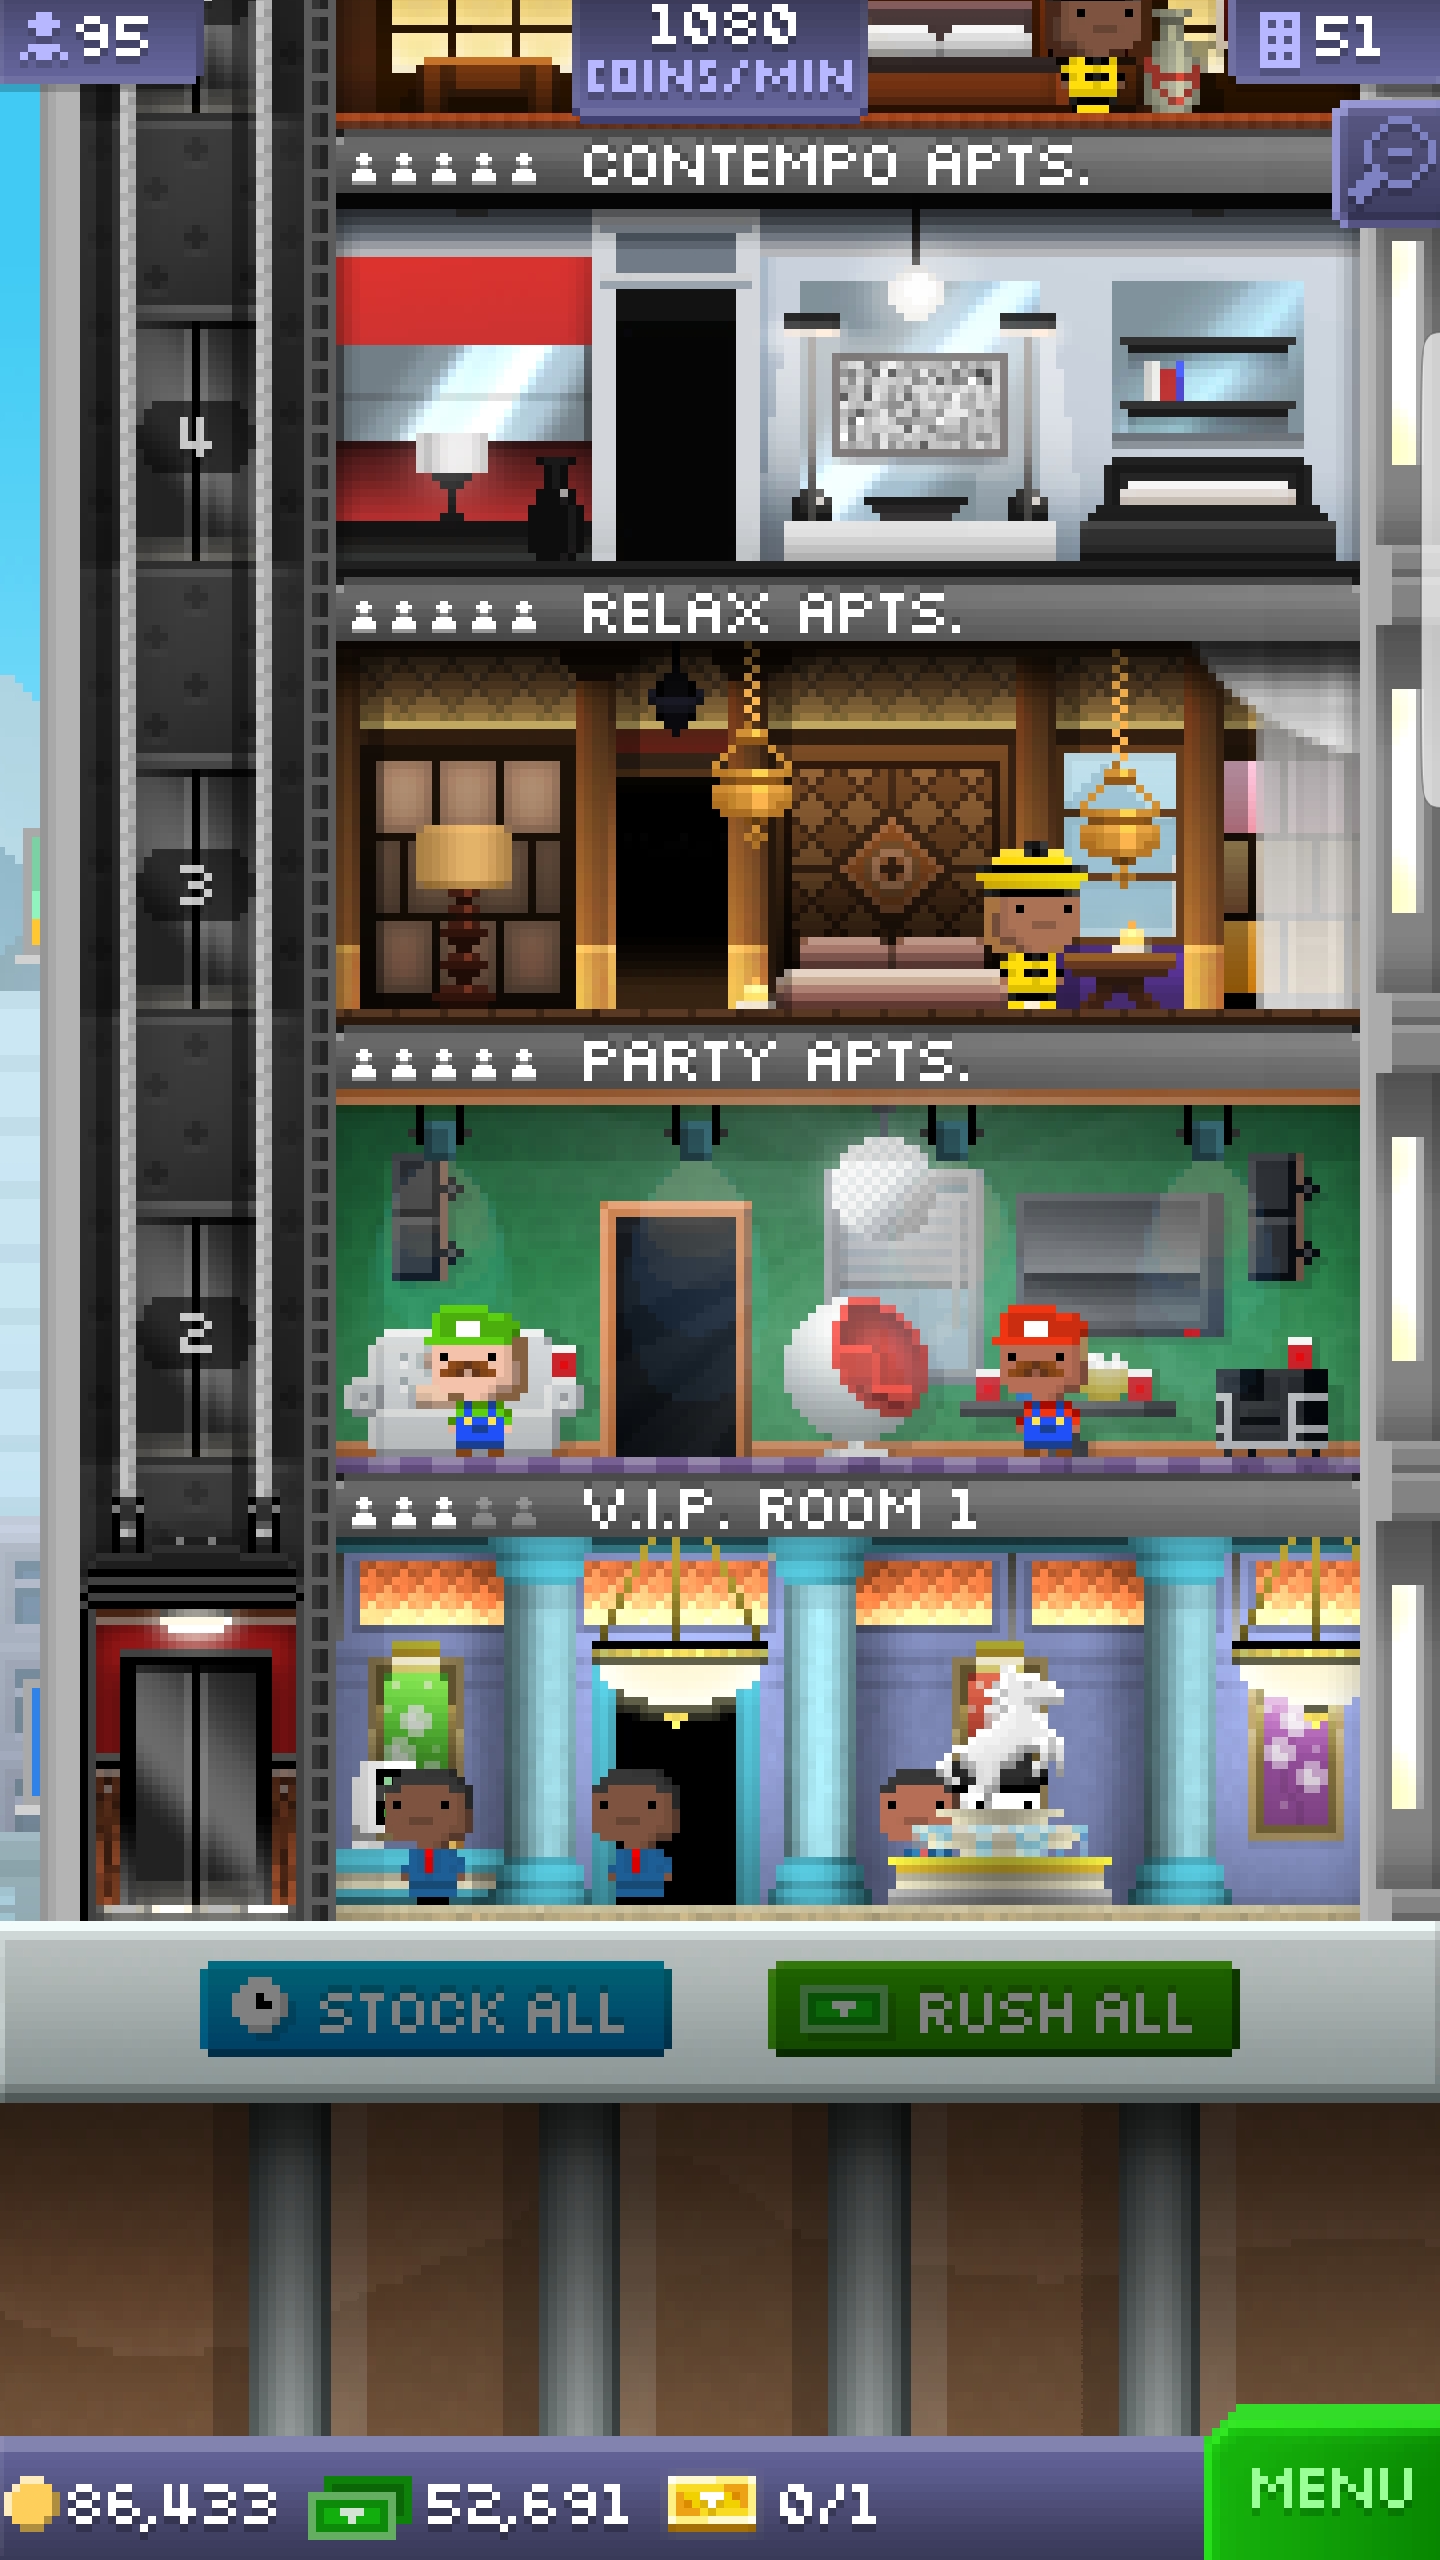 95
1080
COINS/MIN
51
CONTEMPO APTS.
4
RELAX APTS.
3
PARTY APTS.
2
V.I.P. ROOM 1
STOCK ALL
RUSH ALL
86,433
52,691
0/1
MENU